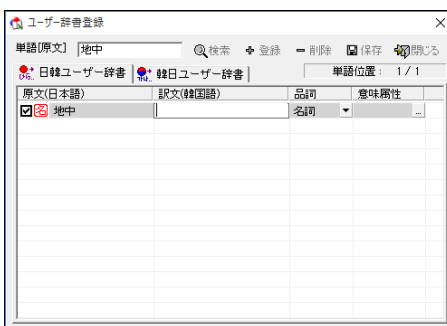 ユーザー辞書登録
単語[原文] 地中 検索 登録 削除 保存 閉じる
日韓ユーザー辞書 韓日ユーザー辞書 単語位置： 1 / 1
原文(日本語) 訳文(韓国語) 品詞 意味属性
名 地中 名詞 ...